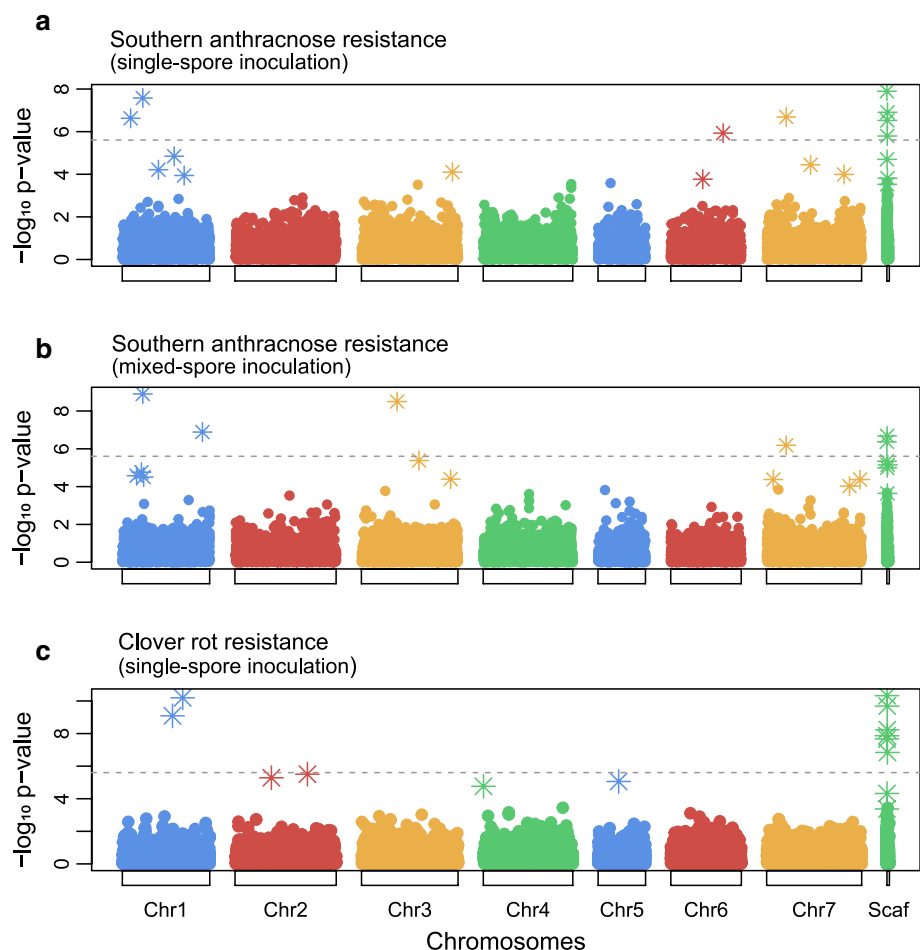 a
Southern anthracnose resistance
(single-spore inoculation)
−log₁₀ p-value
8
6
4
2
0
b
Southern anthracnose resistance
(mixed-spore inoculation)
−log₁₀ p-value
8
6
4
2
0
c
Clover rot resistance
(single-spore inoculation)
−log₁₀ p-value
8
4
0
Chr1 Chr2 Chr3 Chr4 Chr5 Chr6 Chr7 Scaf
Chromosomes